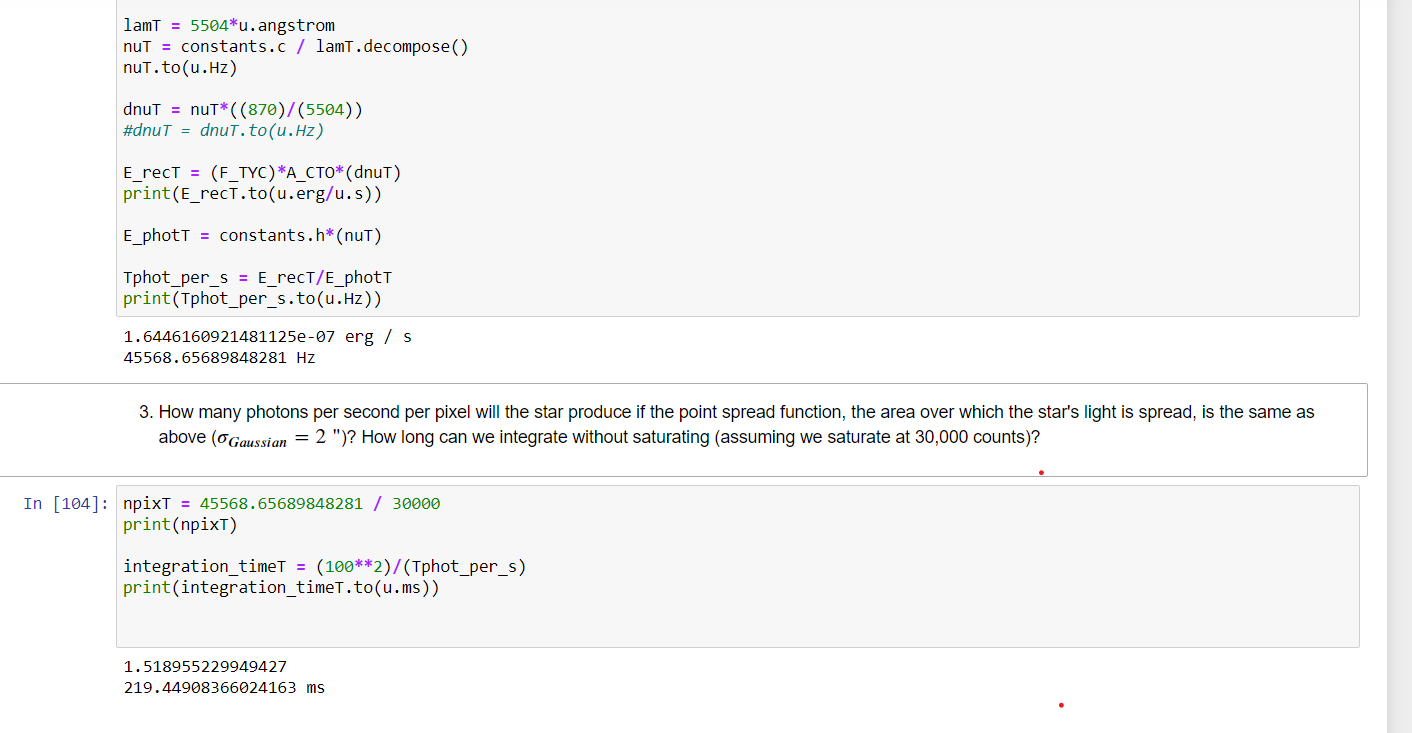 lamT = 5504*u.angstrom
nuT = constants.c / lamT.decompose()
nuT.to(u.Hz)
dnuT = nuT*((870)/(5504))
#dnuT = dnuT.to(u.Hz)
E_recT = (F_TYC)*A_CTO*(dnuT)
print(E_recT.to(u.erg/u.s))
E_photT = constants.h*(nuT)
Tphot_per_s = E_recT/E_photT
print(Tphot_per_s.to(u.Hz))
1.6446160921481125e-07 erg / s
45568.65689848281 Hz
3. How many photons per second per pixel will the star produce if the point spread function, the area over which the star's light is spread, is the same as
above (σGaussian = 2 ")? How long can we integrate without saturating (assuming we saturate at 30,000 counts)?
In [104]: npixT = 45568.65689848281 / 30000
print(npixT)
integration_timeT = (100**2)/(Tphot_per_s)
print(integration_timeT.to(u.ms))
1.518955229949427
219.44908366024163 ms